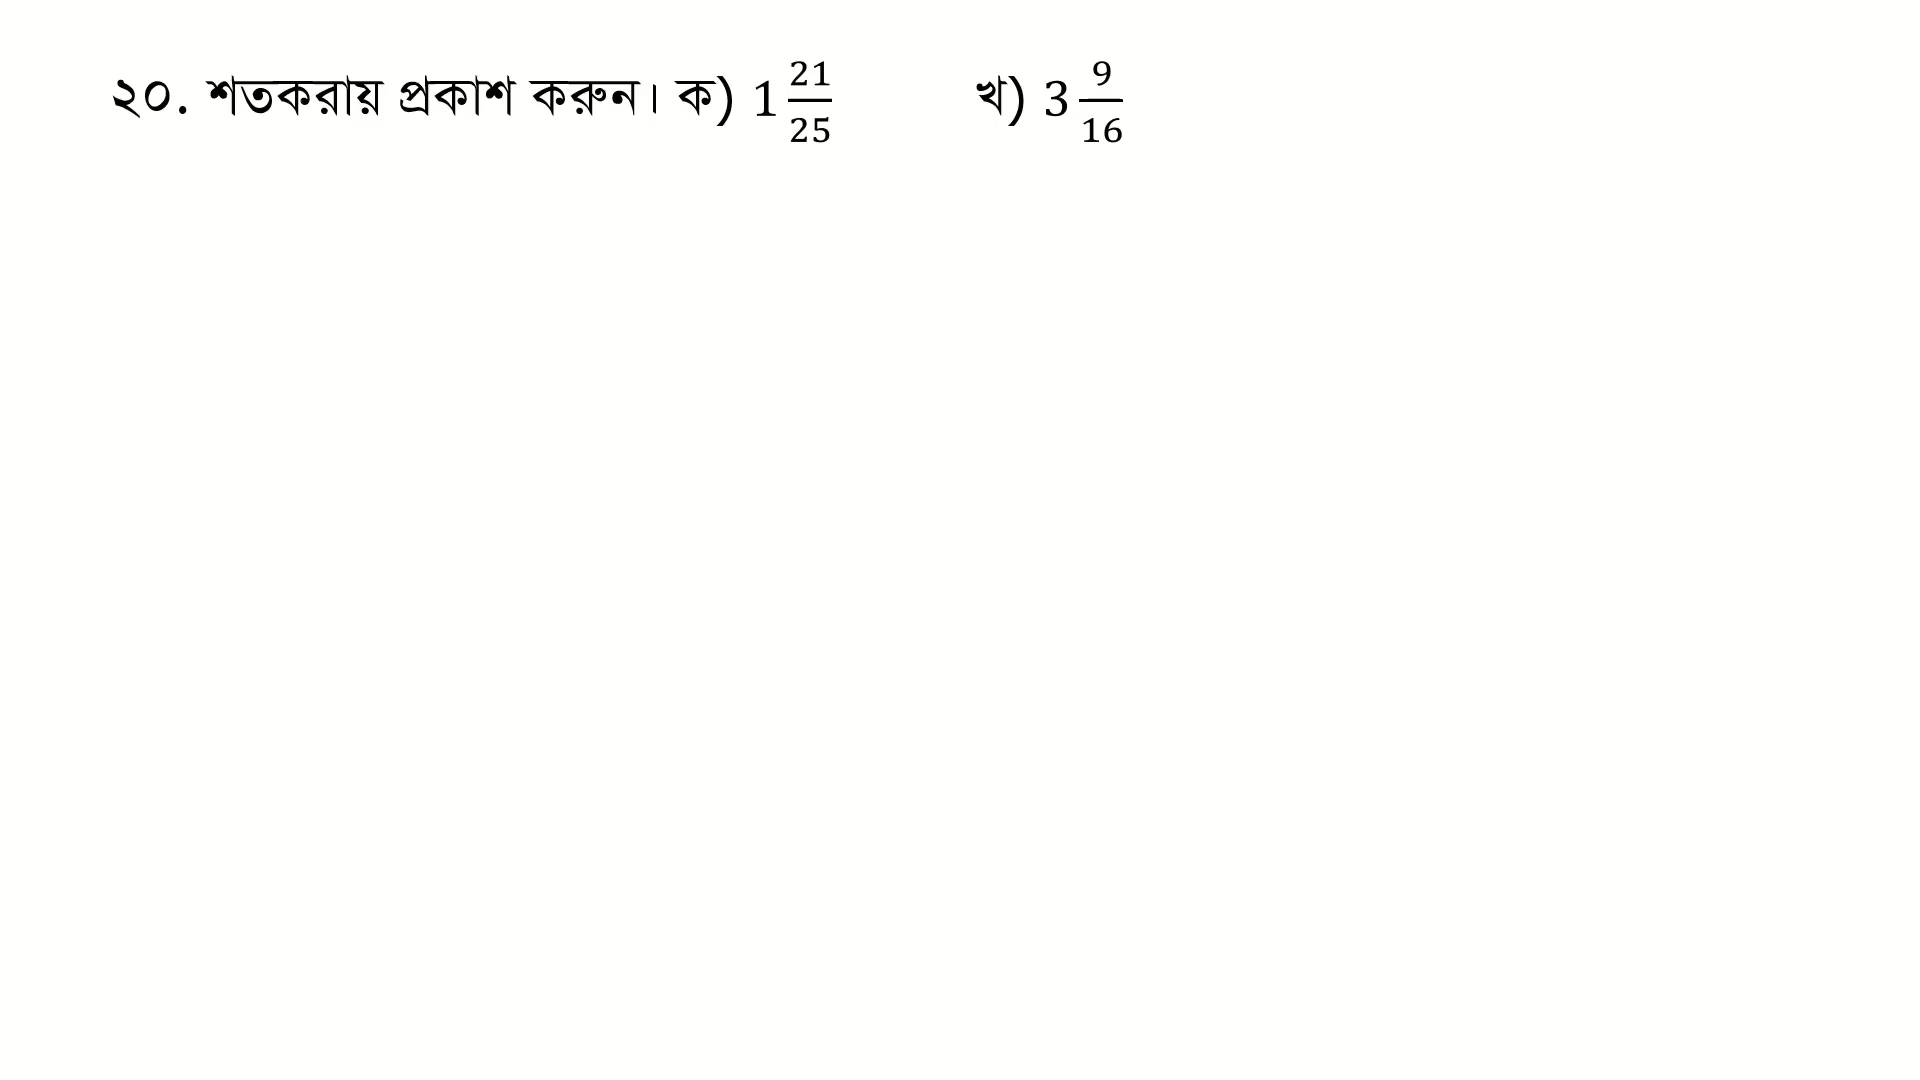 ২০. শতকরায় প্রকাশ করুন। ক) 1 21/25 খ) 3 9/16